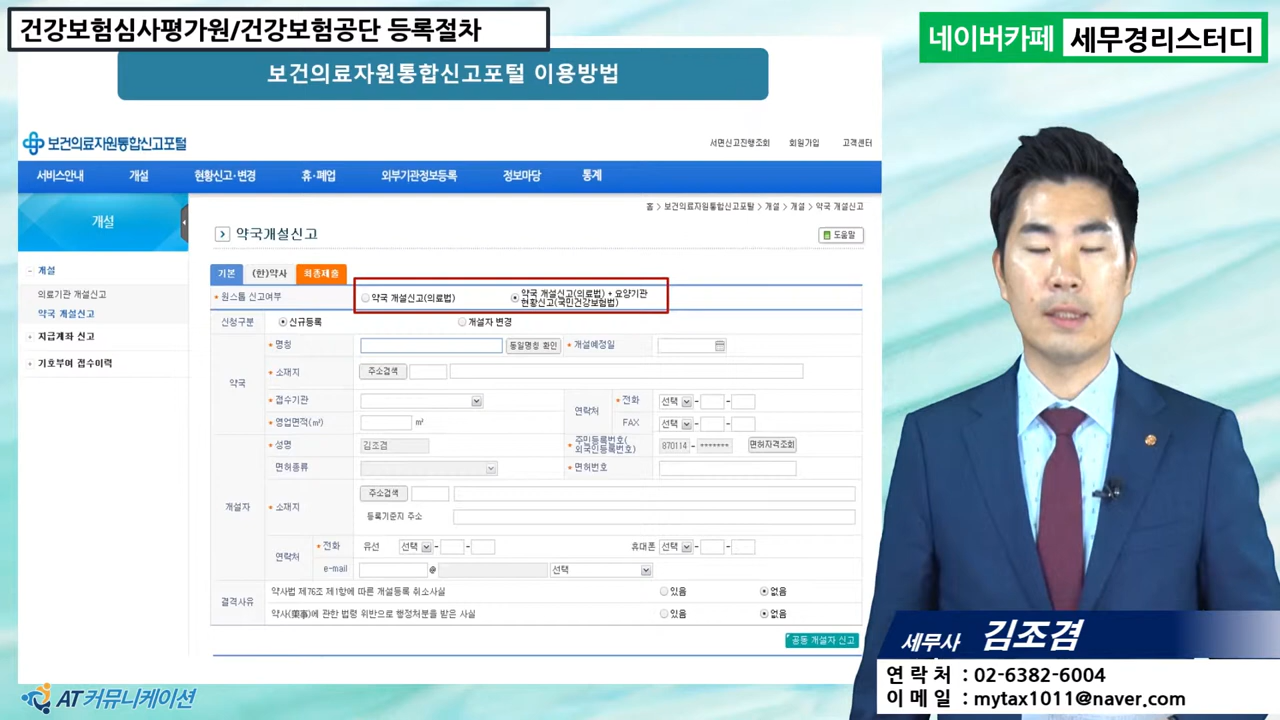 건강보험심사평가원/건강보험공단 등록절차
네이버카페 세무경리스터디
보건의료자원통합신고포털 이용방법
보건의료자원통합신고포털
서면신고진행조회 회원가입 고객센터
서비스안내 개설 현황신고·변경 휴·폐업 외부기관정보등록 정보마당 통계
홈 > 보건의료자원통합신고포탈 > 개설 > 개설 > 약국 개설신고
개설
약국개설신고
도움말
개설
의료기관 개설신고
약국 개설신고
지급계좌 신고
기호부여 접수이력
기본 (한)약사 최종제출
원스톱 신고여부 약국 개설신고(의료법) 약국 개설신고(의료법) + 요양기관
현황신고(국민건강보험법)
신청구분 신규등록 개설자 변경
약국
명칭 동일명칭 확인 개설예정일
소재지 주소검색
접수기관 연락처 전화 선택 - -
영업면적(㎡) ㎡ FAX 선택 - -
개설자
성명 김조겸 주민등록번호(
외국인등록번호) 870114 - ******* 면허자격조회
면허종류 면허번호
소재지 주소검색
등록기준지 주소
연락처 전화 유선 선택 - - 휴대폰 선택 - -
e-mail @ 선택
결격사유
약사법 제76조 제1항에 따른 개설등록 취소사실 있음 없음
약사(藥事)에 관한 법령 위반으로 행정처분을 받은 사실 있음 없음
공동 개설자 신고
세무사 김조겸
연 락 처 : 02-6382-6004
이 메 일 : mytax1011@naver.com
AT커뮤니케이션